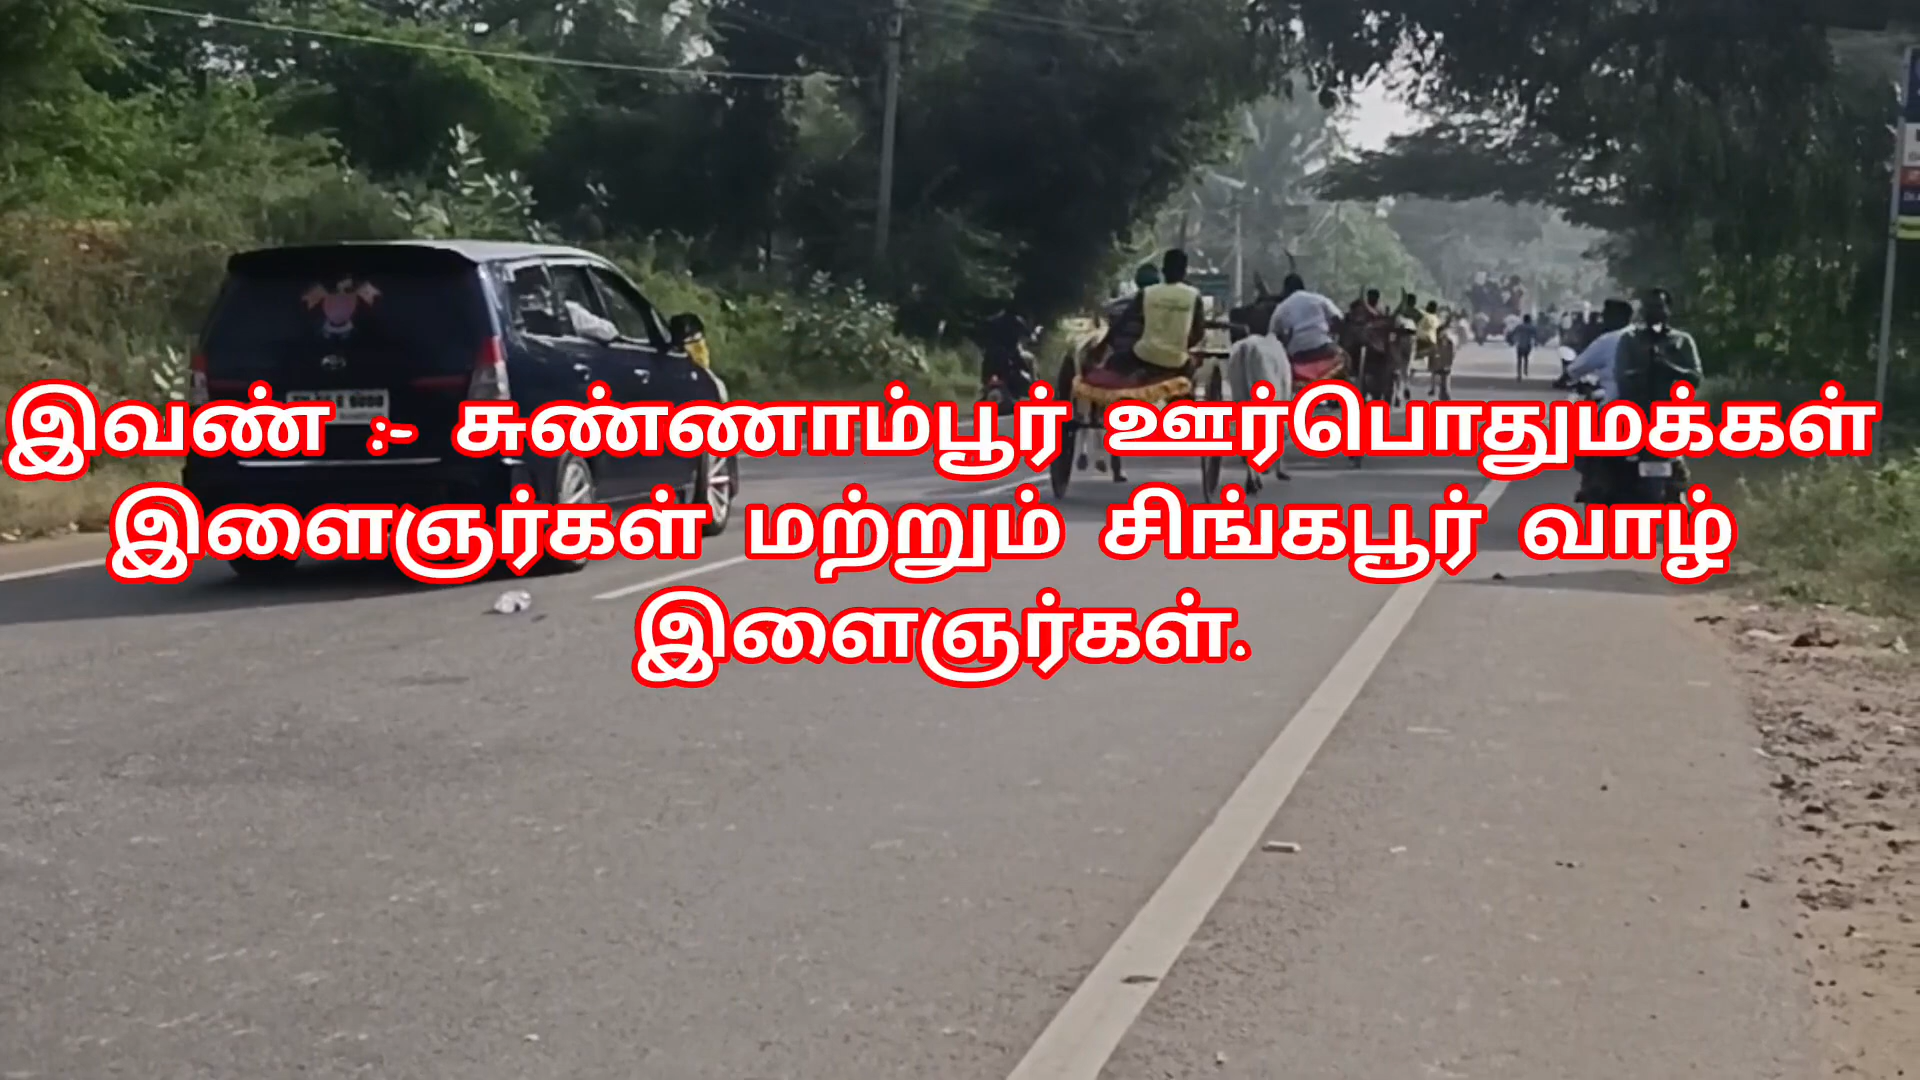 இவண் :- சுண்ணாம்பூர் ஊர்பொதுமக்கள்
இளைஞர்கள் மற்றும் சிங்கபூர் வாழ்
இளைஞர்கள்.